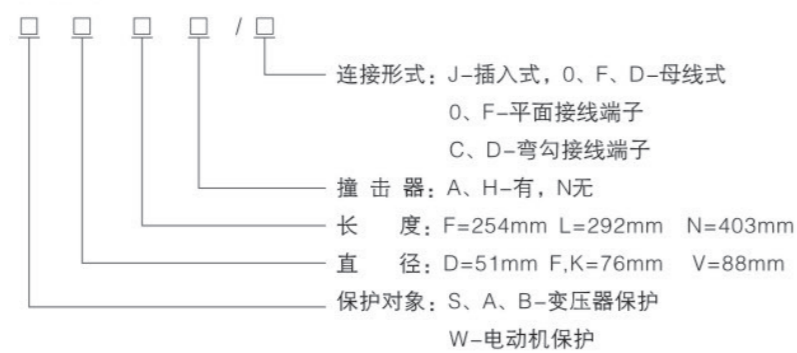 □ □ □ □ / □
连接形式：J-插入式，0、F、D-母线式
0、F-平面接线端子
C、D-弯勾接线端子
撞 击 器：A、H-有，N无
长 度：F=254mm L=292mm N=403mm
直 径：D=51mm F,K=76mm V=88mm
保护对象：S、A、B-变压器保护
W-电动机保护